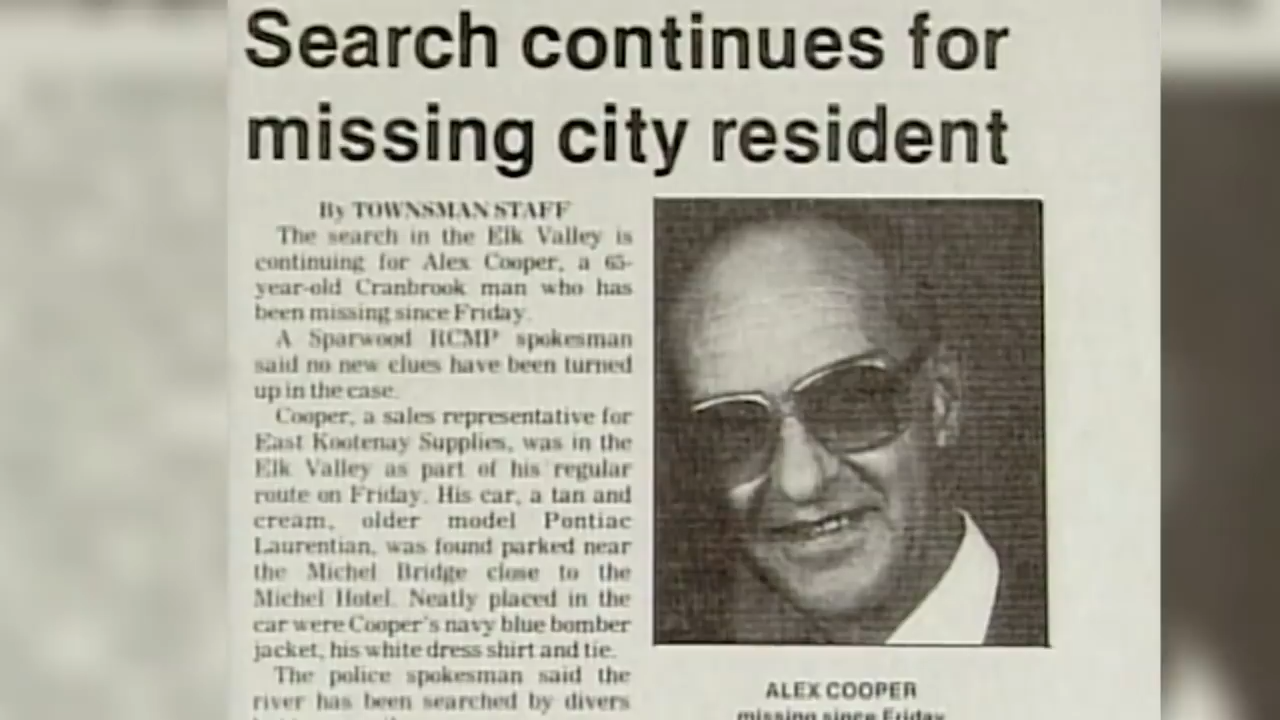 Search continues for
missing city resident
By TOWNSMAN STAFF
The search in the Elk Valley is
continuing for Alex Cooper, a 65-
year-old Cranbrook man who has
been missing since Friday.
A Sparwood RCMP spokesman
said no new clues have been turned
up in the case.
Cooper, a sales representative for
East Kootenay Supplies, was in the
Elk Valley as part of his regular
route on Friday. His car, a tan and
cream, older model Pontiac
Laurentian, was found parked near
the Michel Bridge close to the
Michel Hotel. Neatly placed in the
car were Cooper's navy blue bomber
jacket, his white dress shirt and tie.
The police spokesman said the
river has been searched by divers
ALEX COOPER
missing since Friday